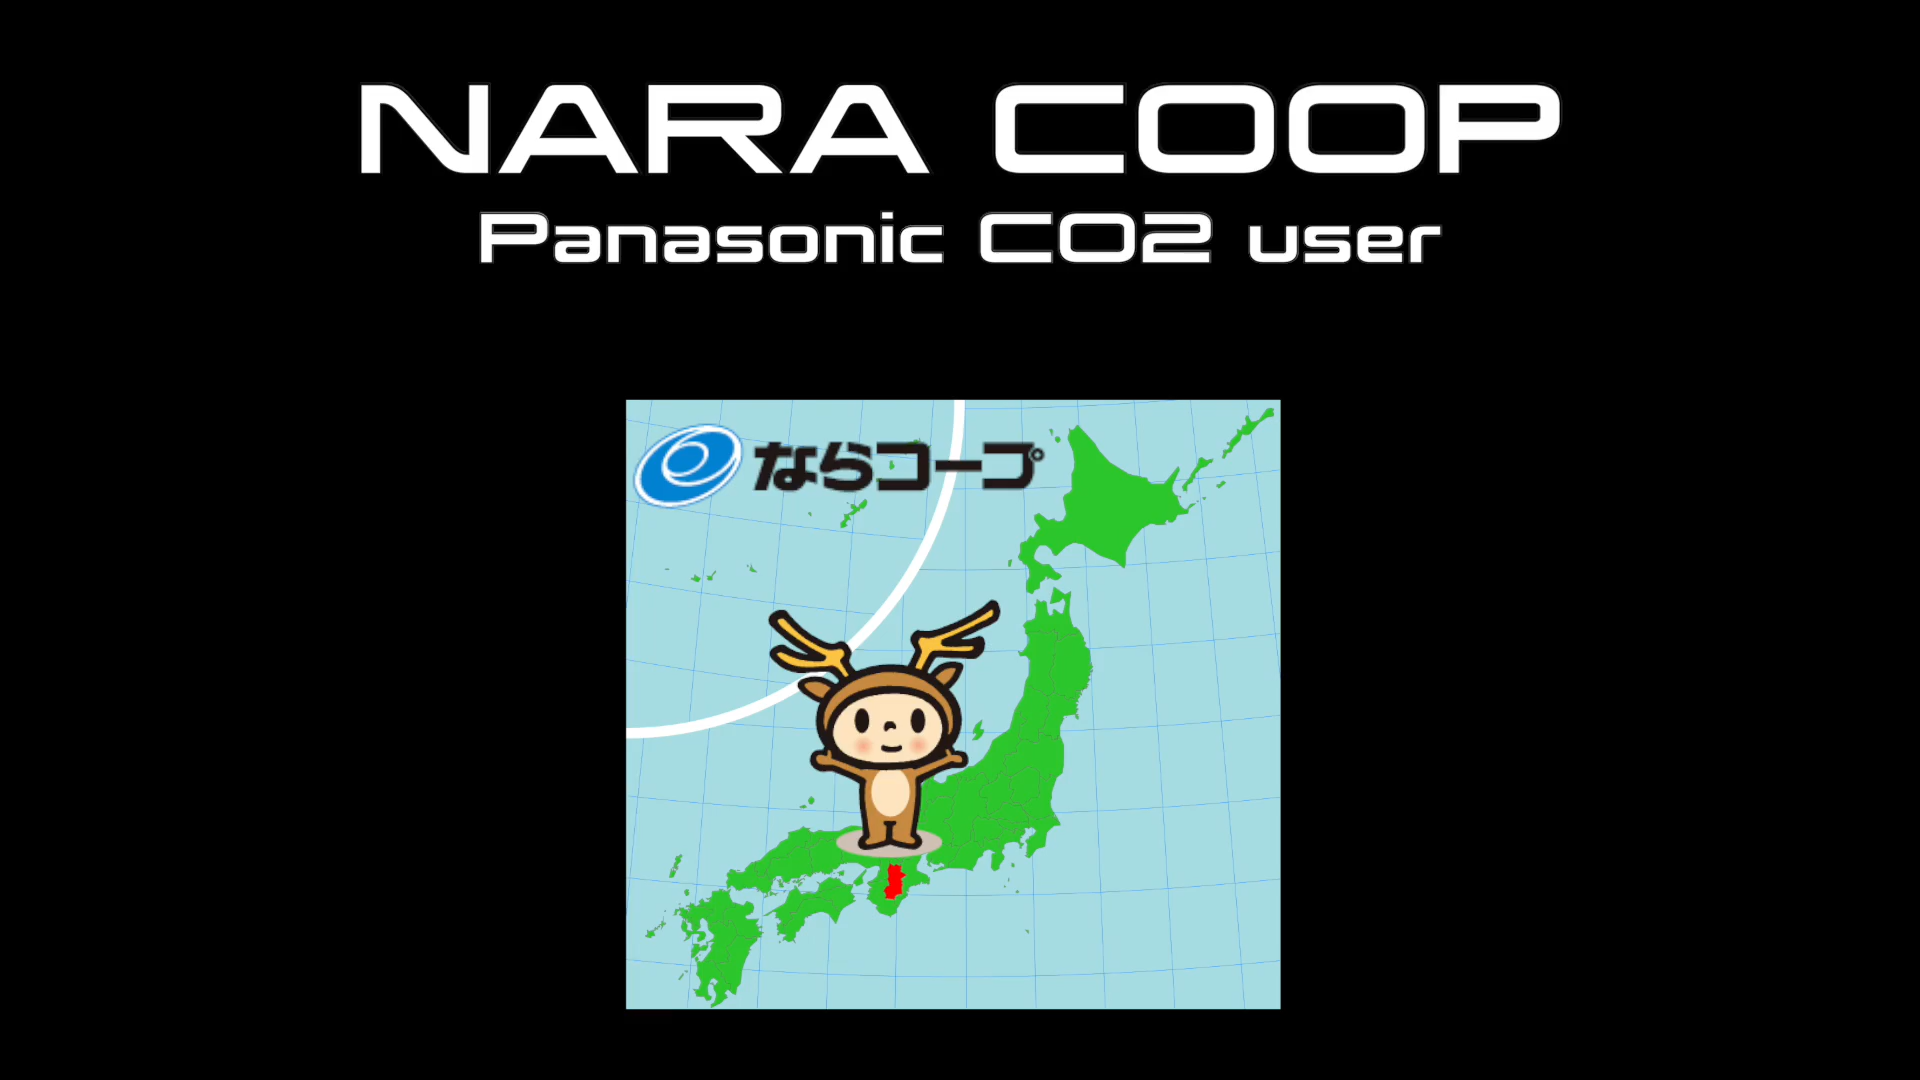 NARA COOP
Panasonic CO2 user
ならコープ